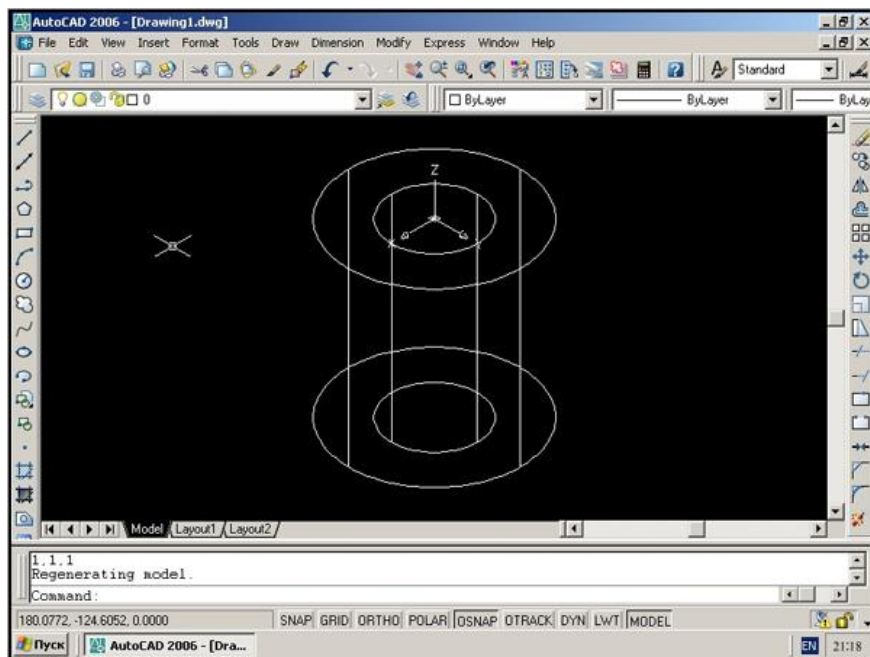 AutoCAD 2006 - [Drawing1.dwg]
File Edit View Insert Format Tools Draw Dimension Modify Express Window Help
Standard
0 ByLayer ByLayer ByLay
Z
X
Model Layout1 Layout2
1,1,1
Regenerating model.
Command:
180.0772, -124.6052, 0.0000 SNAP GRID ORTHO POLAR OSNAP OTRACK DYN LWT MODEL
Пуск AutoCAD 2006 - [Dra... EN 21:18